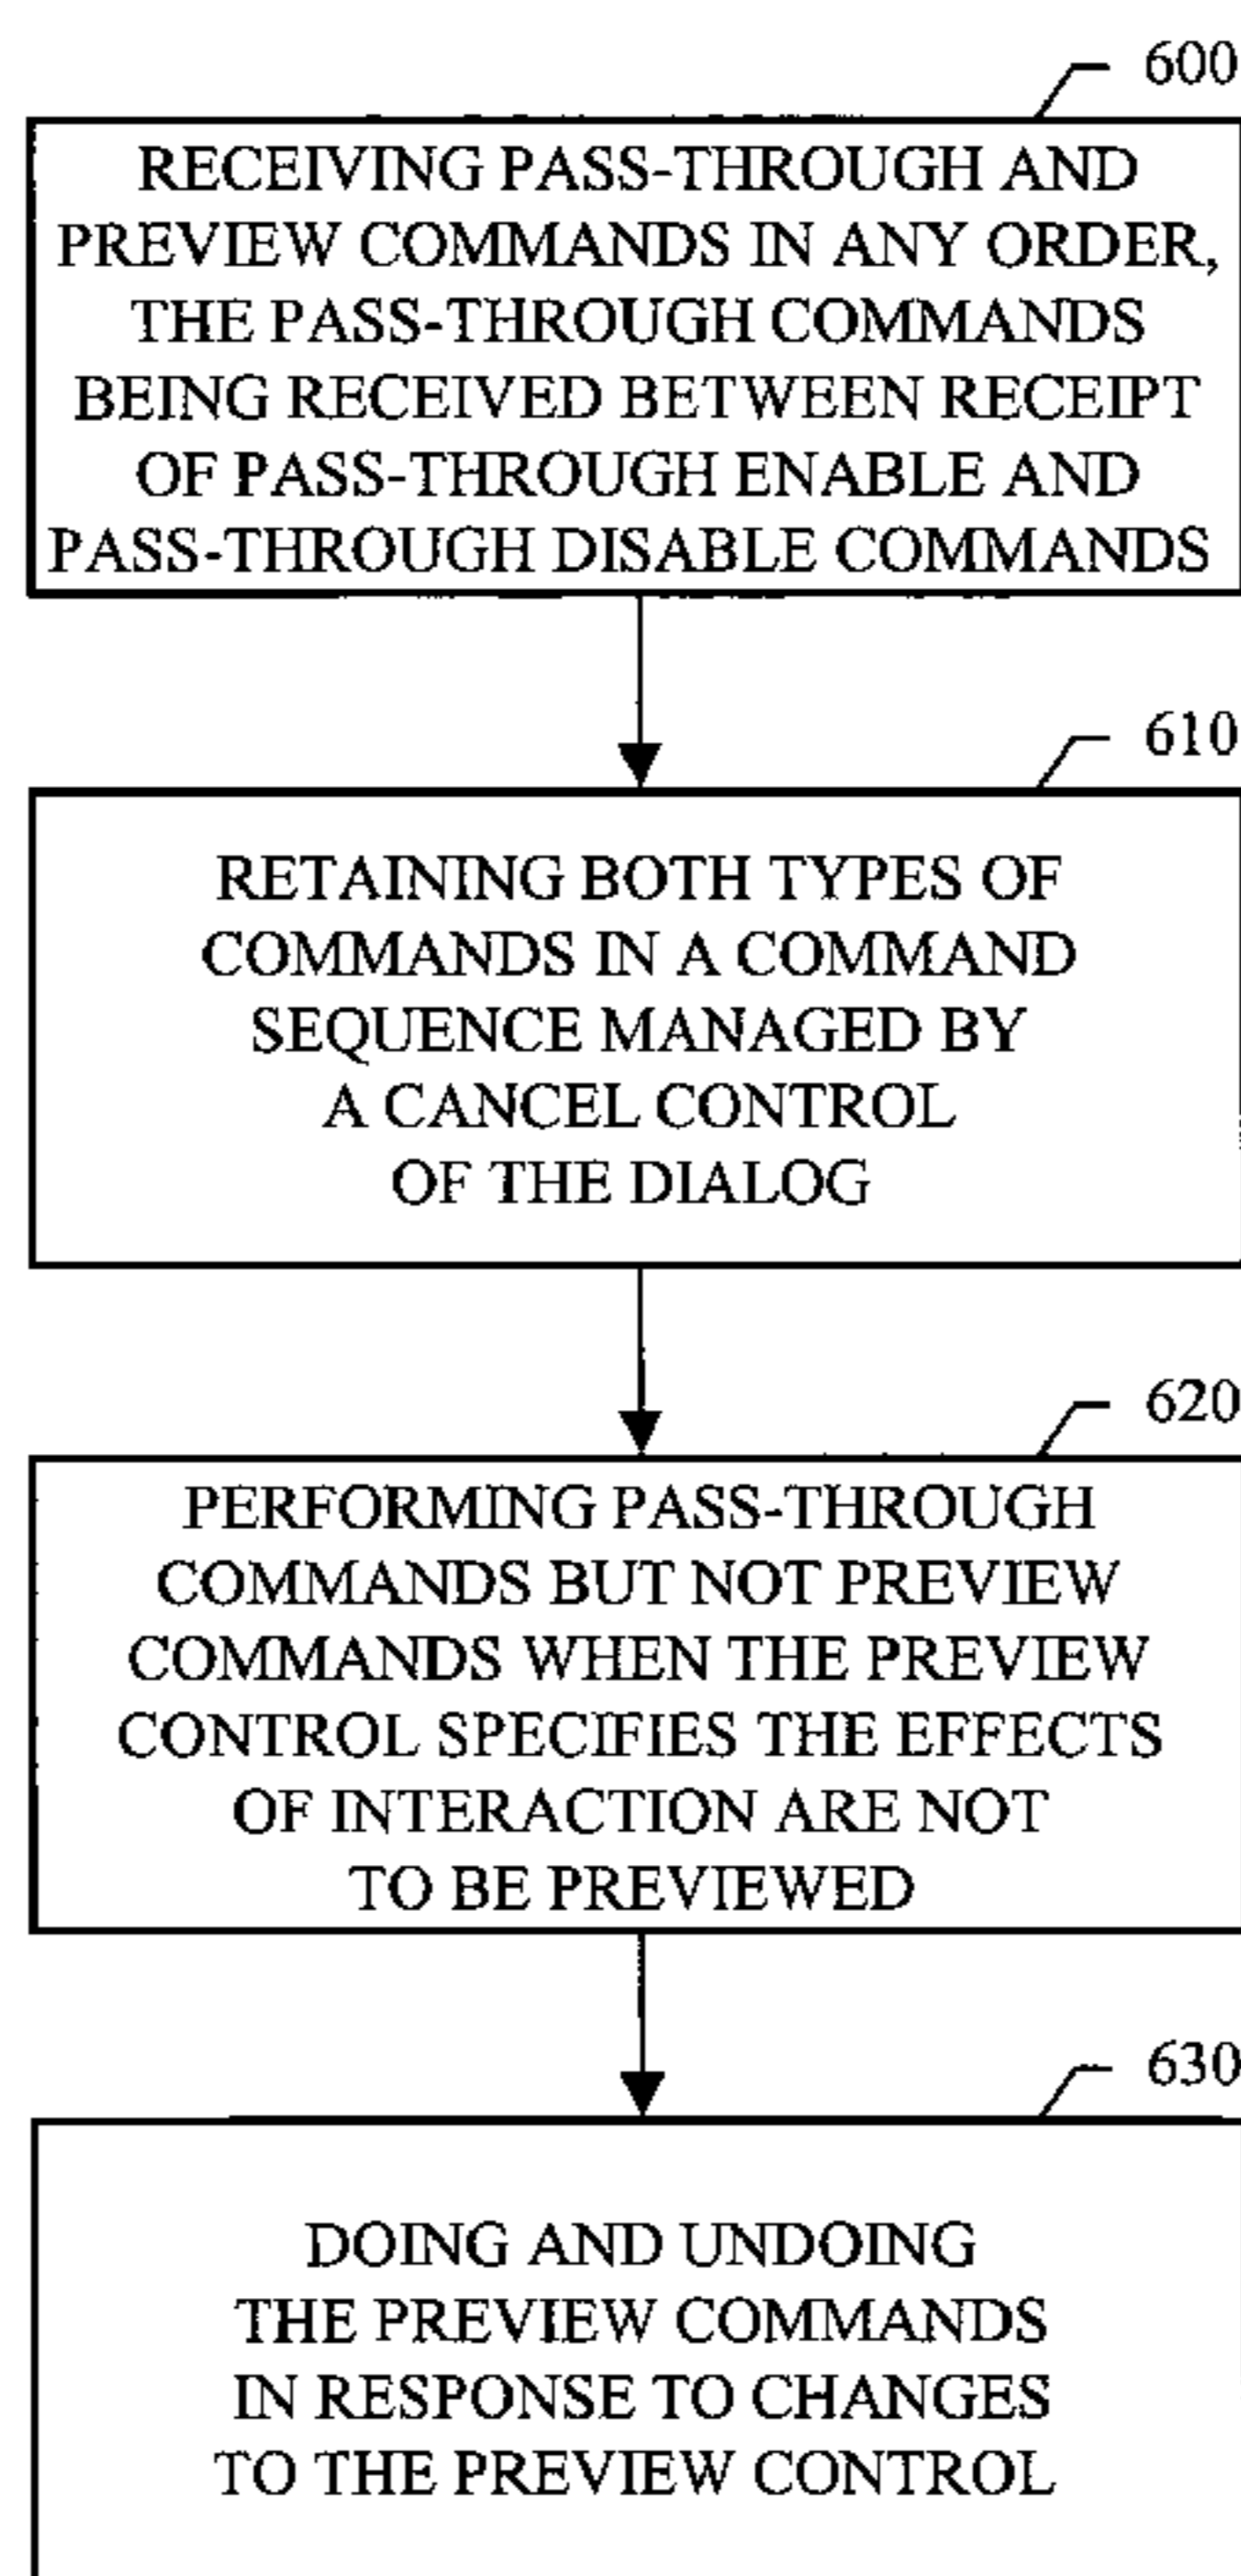 600
RECEIVING PASS-THROUGH AND
PREVIEW COMMANDS IN ANY ORDER,
THE PASS-THROUGH COMMANDS
BEING RECEIVED BETWEEN RECEIPT
OF PASS-THROUGH ENABLE AND
PASS-THROUGH DISABLE COMMANDS
610
RETAINING BOTH TYPES OF
COMMANDS IN A COMMAND
SEQUENCE MANAGED BY
A CANCEL CONTROL
OF THE DIALOG
620
PERFORMING PASS-THROUGH
COMMANDS BUT NOT PREVIEW
COMMANDS WHEN THE PREVIEW
CONTROL SPECIFIES THE EFFECTS
OF INTERACTION ARE NOT
TO BE PREVIEWED
630
DOING AND UNDOING
THE PREVIEW COMMANDS
IN RESPONSE TO CHANGES
TO THE PREVIEW CONTROL